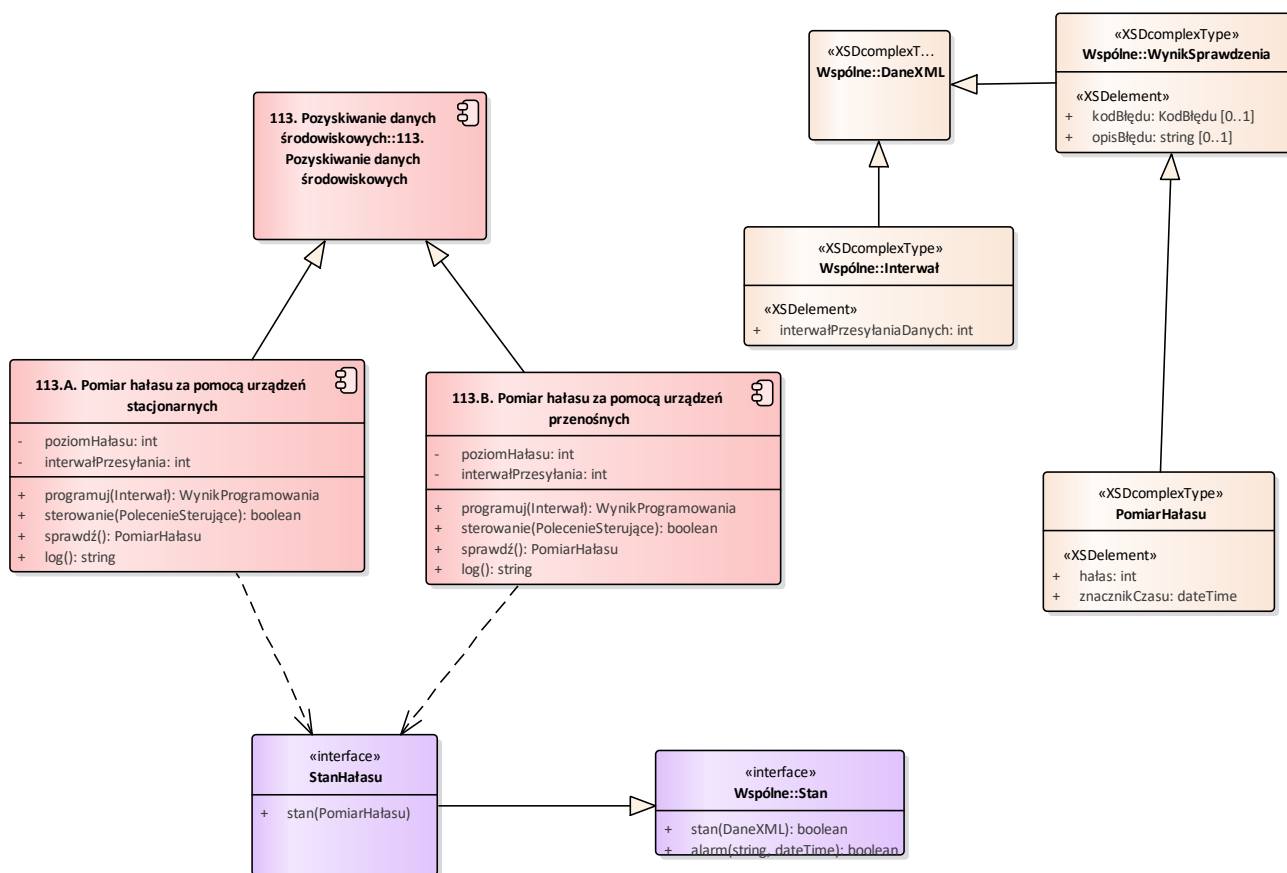 113. Pozyskiwanie danych
środowiskowych::113.
Pozyskiwanie danych
środowiskowych
«XSDcomplexT...
Wspólne::DaneXML
«XSDcomplexType»
Wspólne::WynikSprawdzenia
«XSDelement»
+ kodBłędu: KodBłędu [0..1]
+ opisBłędu: string [0..1]
«XSDcomplexType»
Wspólne::Interwał
«XSDelement»
+ interwałPrzesyłaniaDanych: int
113.A. Pomiar hałasu za pomocą urządzeń
stacjonarnych
- poziomHałasu: int
- interwałPrzesyłania: int
+ programuj(Interwał): WynikProgramowania
+ sterowanie(PolecenieSterujące): boolean
+ sprawdź(): PomiarHałasu
+ log(): string
113.B. Pomiar hałasu za pomocą urządzeń
przenośnych
- poziomHałasu: int
- interwałPrzesyłania: int
+ programuj(Interwał): WynikProgramowania
+ sterowanie(PolecenieSterujące): boolean
+ sprawdź(): PomiarHałasu
+ log(): string
«XSDcomplexType»
PomiarHałasu
«XSDelement»
+ hałas: int
+ znacznikCzasu: dateTime
«interface»
StanHałasu
+ stan(PomiarHałasu)
«interface»
Wspólne::Stan
+ stan(DaneXML): boolean
+ alarm(string, dateTime): boolean